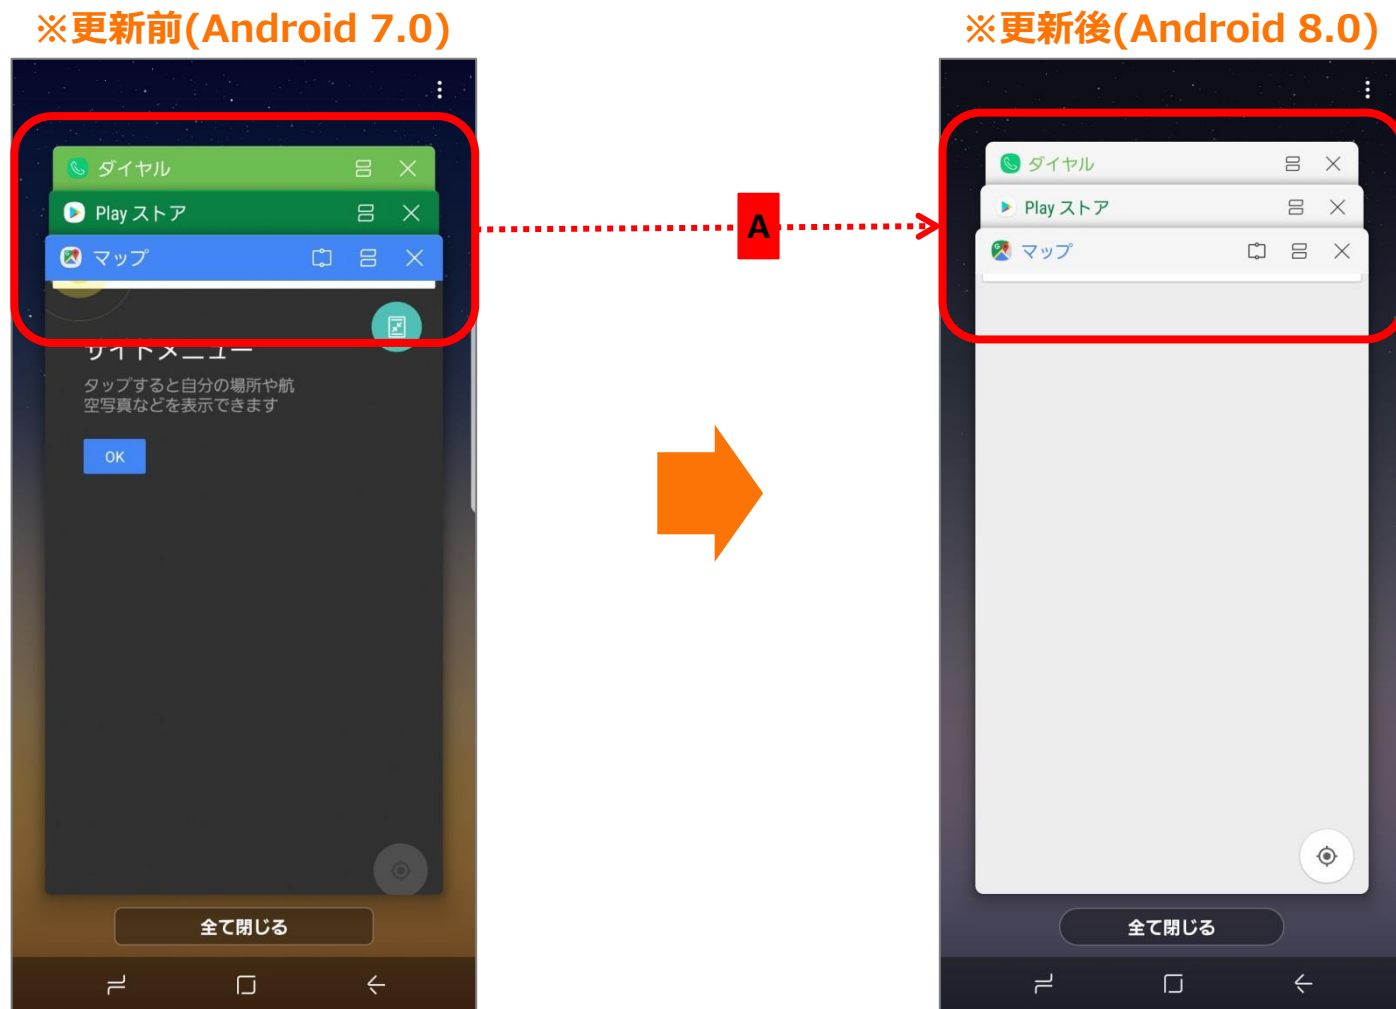 ※更新前(Android 7.0)
ダイヤル
Play ストア
マップ
サイドメニュー
タップすると自分の場所や航
空写真などを表示できます
OK
全て閉じる
A
※更新後(Android 8.0)
ダイヤル
Play ストア
マップ
全て閉じる